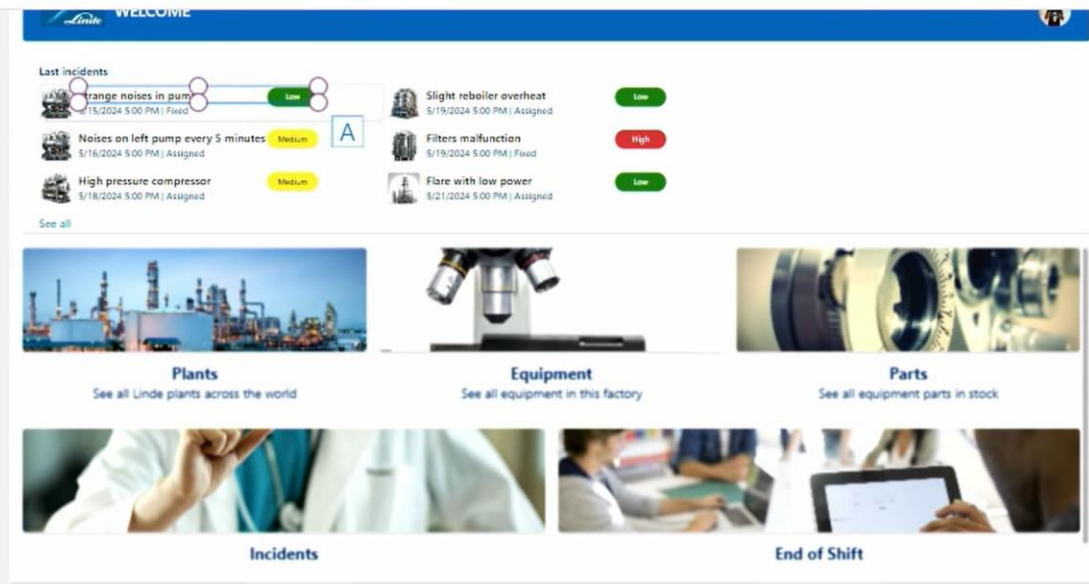 Linde
WELCOME
Last incidents
trange noises in pum
Low
/15/2024 5:00 PM | Fixed
A
Noises on left pump every 5 minutes
Medium
5/16/2024 5:00 PM | Assigned
High pressure compressor
Medium
5/18/2024 5:00 PM | Assigned
Slight reboiler overheat
Low
5/19/2024 5:00 PM | Assigned
Filters malfunction
High
5/19/2024 5:00 PM | Fixed
Flare with low power
Low
5/21/2024 5:00 PM | Assigned
See all
Plants
See all Linde plants across the world
Equipment
See all equipment in this factory
Parts
See all equipment parts in stock
Incidents
End of Shift